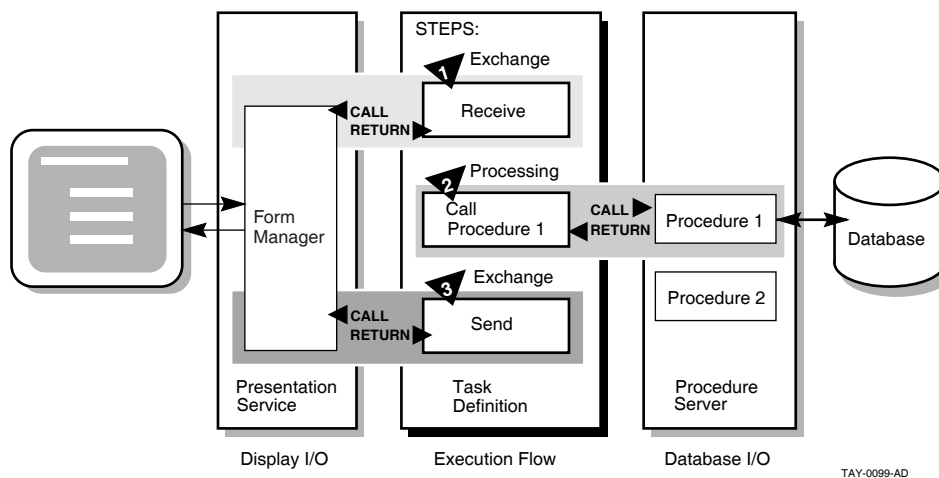 STEPS:
1
Exchange
Receive
CALL
RETURN
2
Processing
Call
Procedure 1
CALL
RETURN
Procedure 1
Form
Manager
Database
3
Exchange
Procedure 2
Send
CALL
RETURN
Presentation
Service
Task
Definition
Procedure
Server
Display I/O
Execution Flow
Database I/O
TAY-0099-AD